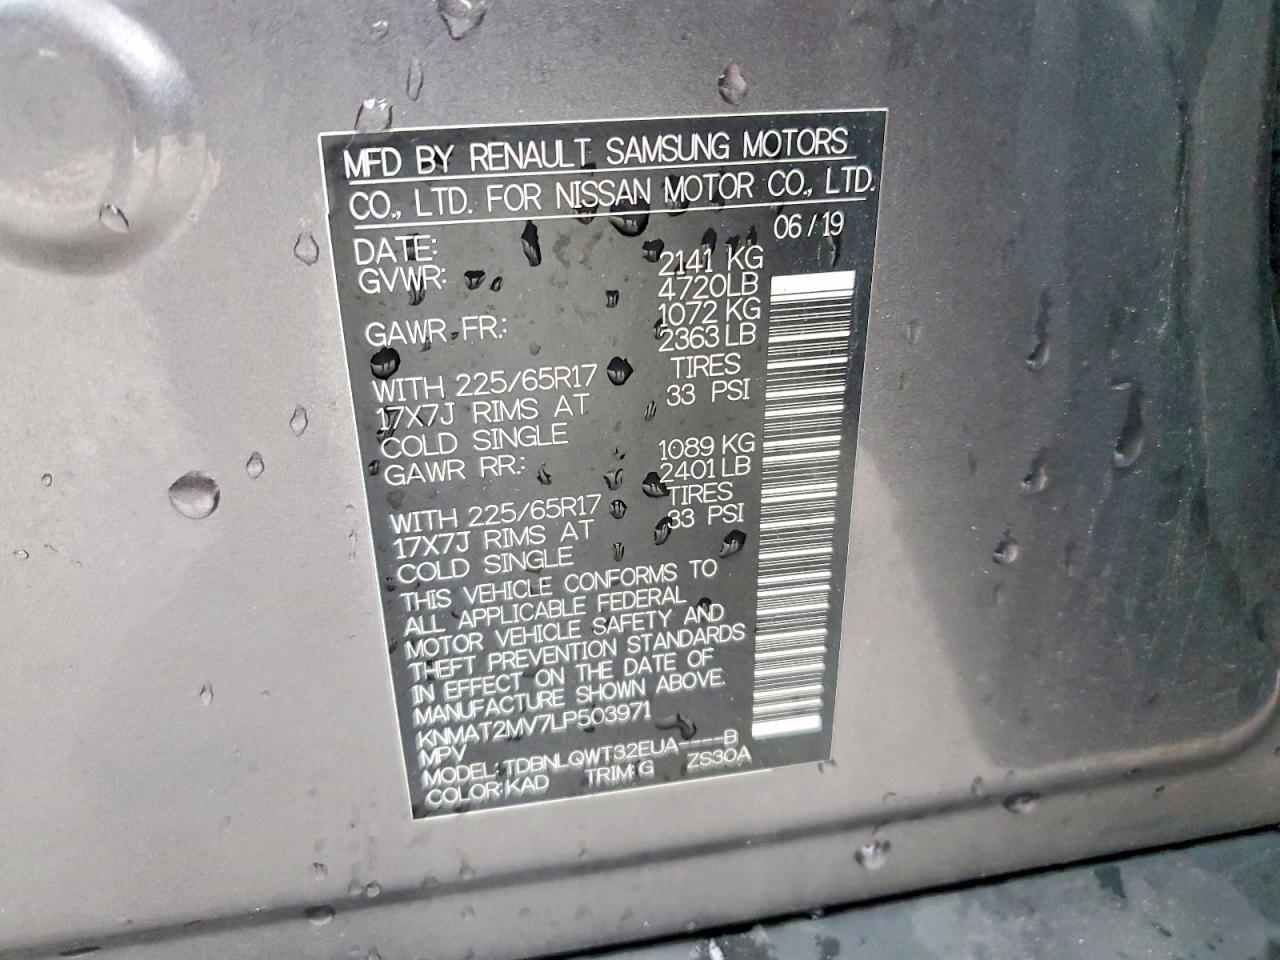 MFD BY RENAULT SAMSUNG MOTORS
CO., LTD. FOR NISSAN MOTOR CO., LTD.
DATE: 06/19
GVWR: 2141 KG
4720LB
GAWR FR: 1072 KG
2363 LB
WITH 225/65R17 TIRES
17X7J RIMS AT 33 PSI
COLD SINGLE
GAWR RR: 1089 KG
2401 LB
WITH 225/65R17 TIRES
17X7J RIMS AT 33 PSI
COLD SINGLE
THIS VEHICLE CONFORMS TO
ALL APPLICABLE FEDERAL
MOTOR VEHICLE SAFETY AND
THEFT PREVENTION STANDARDS
IN EFFECT ON THE DATE OF
MANUFACTURE SHOWN ABOVE.
KNMAT2MV7LP503971
MPV
MODEL: TDBNLQWT32EUA----B
COLOR:KAD TRIM:G ZS30A